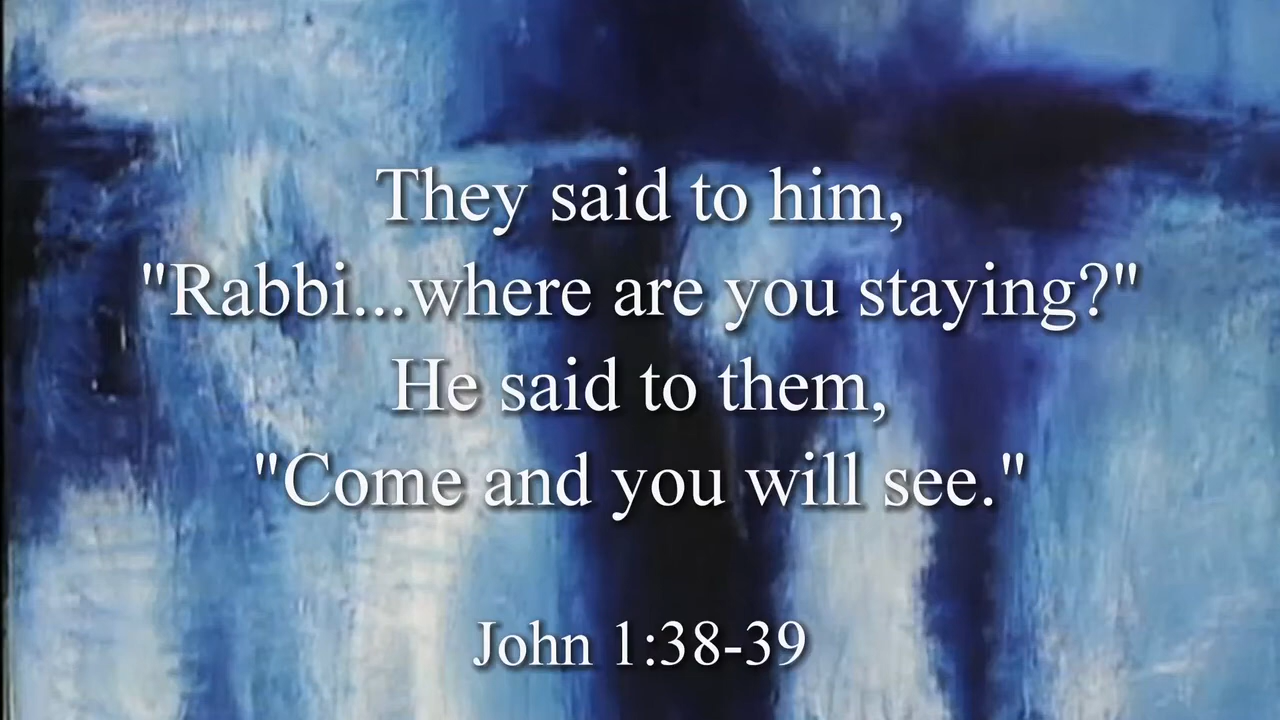 They said to him,
"Rabbi...where are you staying?"
He said to them,
"Come and you will see."
John 1:38-39